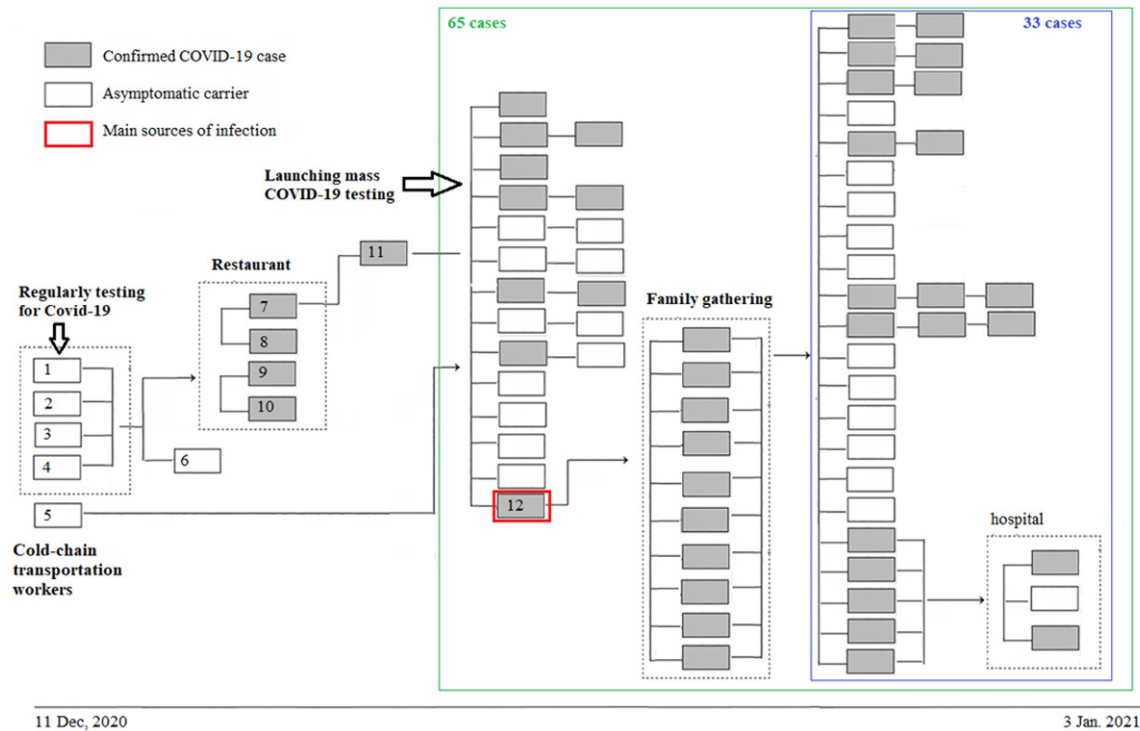 65 cases
33 cases
Confirmed COVID-19 case
Asymptomatic carrier
Main sources of infection
Launching mass
COVID-19 testing
11
Restaurant
Regularly testing
for Covid-19
7
8
9
10
1
2
3
4
6
5
Cold-chain
transportation
workers
12
Family gathering
hospital
11 Dec, 2020
3 Jan. 2021